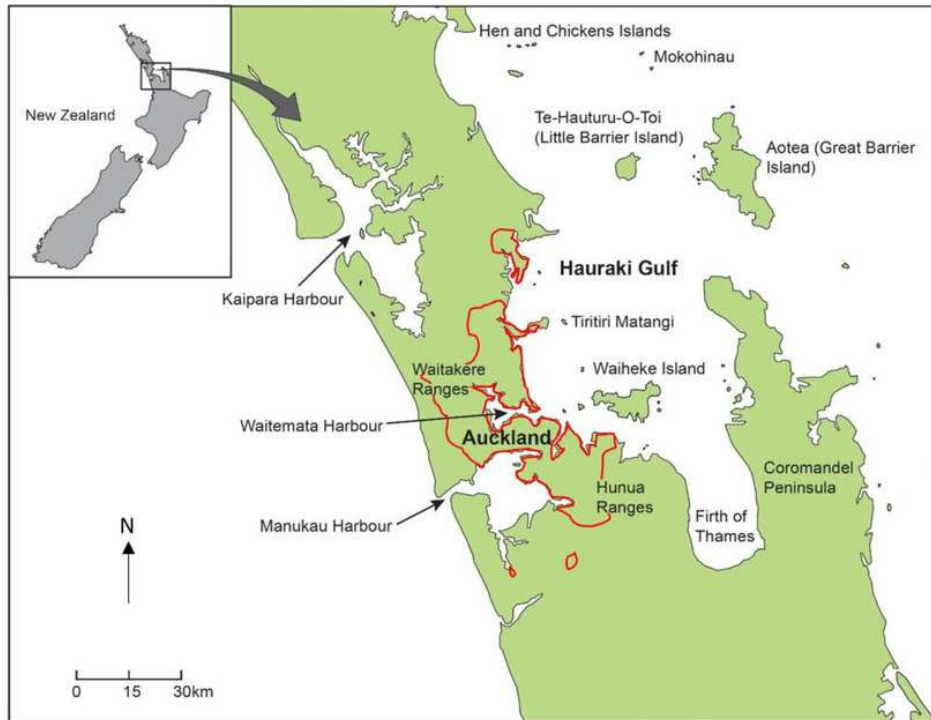 Hen and Chickens Islands
Mokohinau
New Zealand
Te-Hauturu-O-Toi
(Little Barrier Island)
Aotea (Great Barrier
Island)
Hauraki Gulf
Kaipara Harbour
Tiritiri Matangi
Waitakere
Ranges
Waiheke Island
Waitemata Harbour
Auckland
Coromandel
Peninsula
Hunua
Ranges
Manukau Harbour
Firth of
Thames
N
0 15 30km